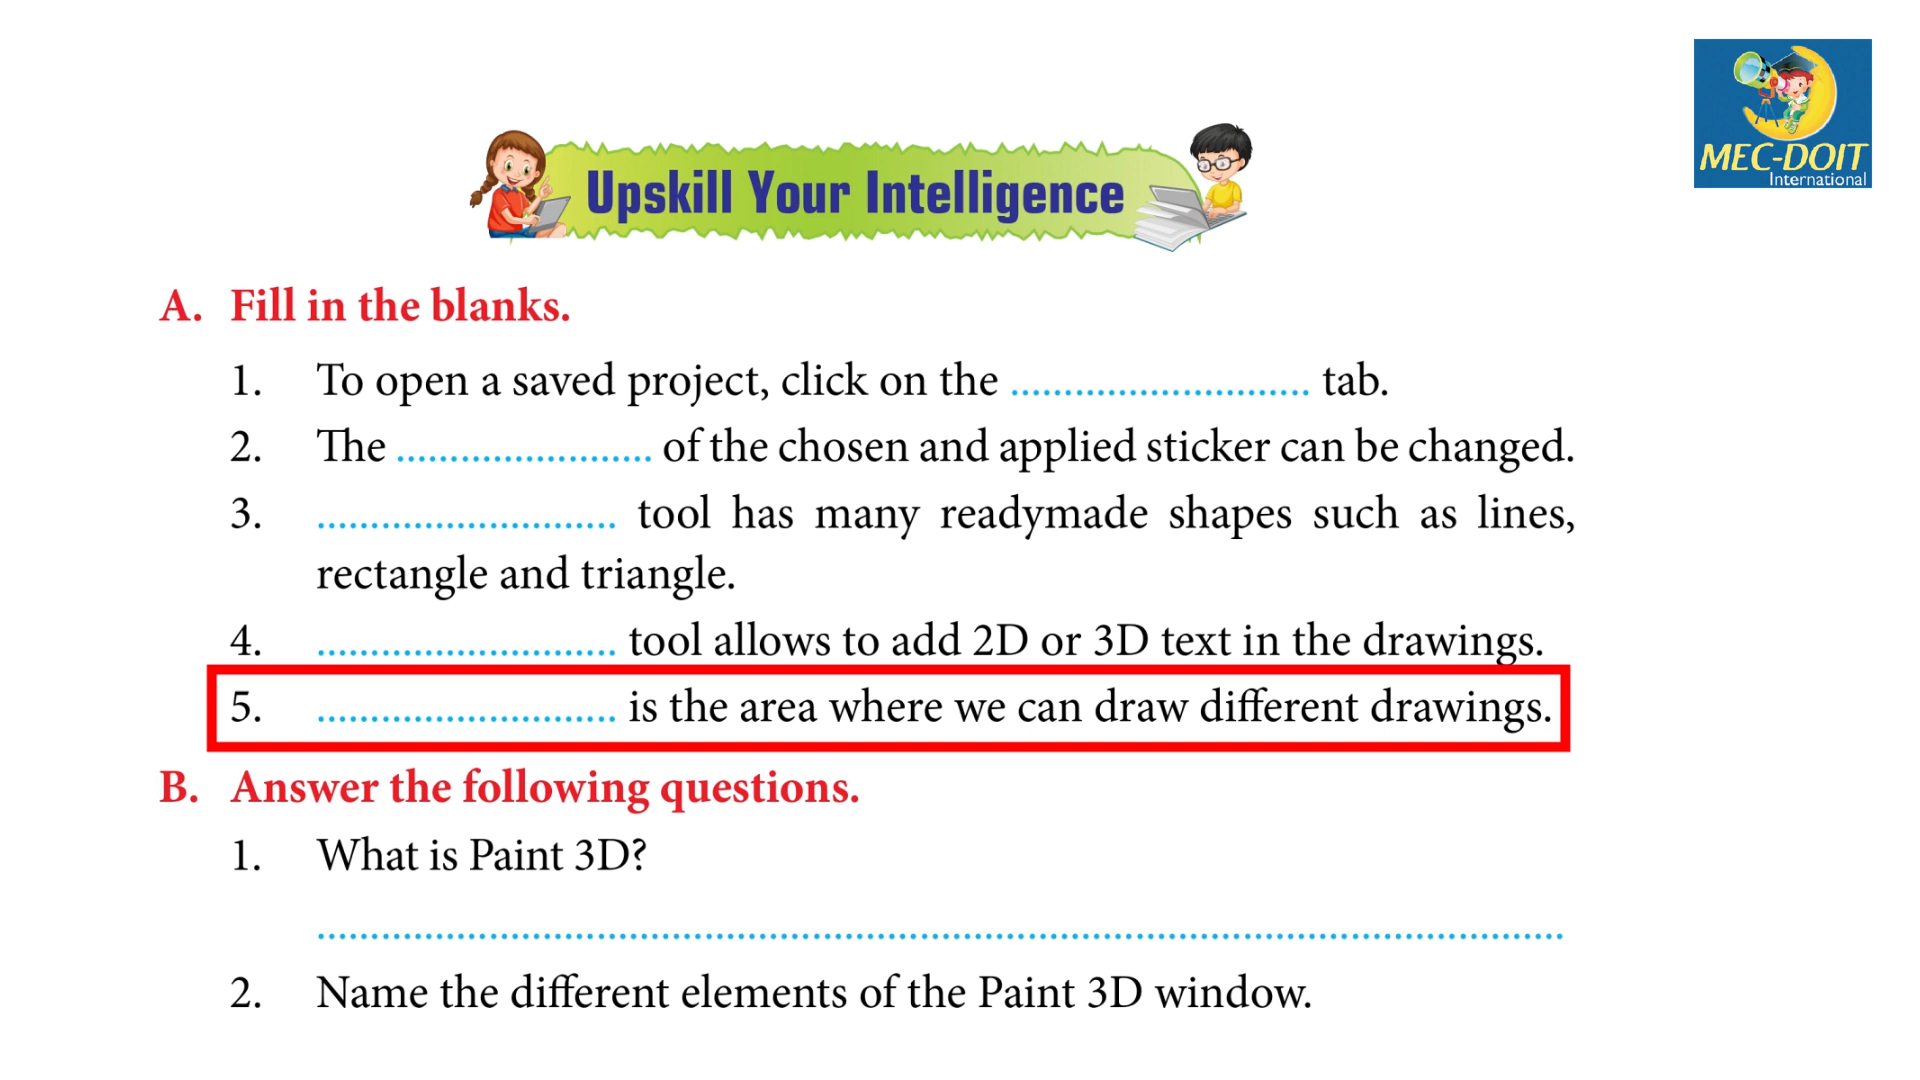 MEC-DOIT
International
Upskill Your Intelligence
A. Fill in the blanks.
1. To open a saved project, click on the ............................ tab.
2. The ........................ of the chosen and applied sticker can be changed.
3. ............................ tool has many readymade shapes such as lines,
rectangle and triangle.
4. ............................ tool allows to add 2D or 3D text in the drawings.
5. ............................ is the area where we can draw different drawings.
B. Answer the following questions.
1. What is Paint 3D?
......................................................................................................................
2. Name the different elements of the Paint 3D window.